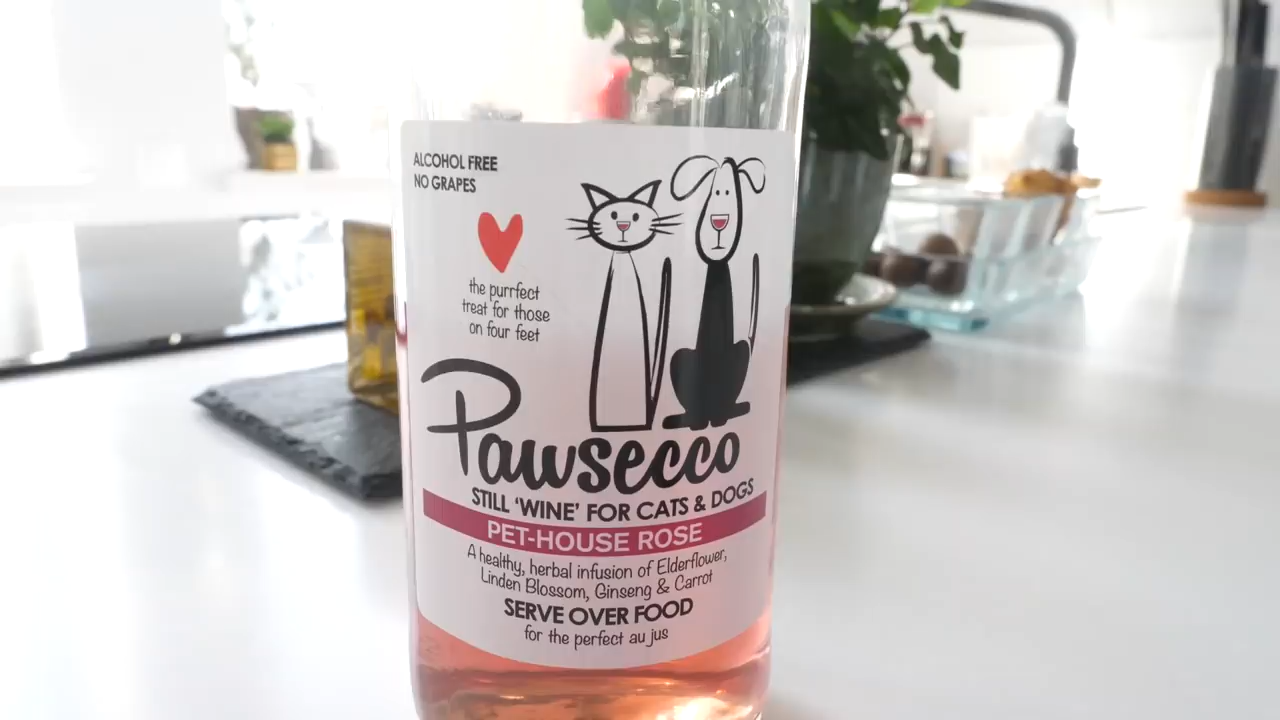 ALCOHOL FREE
NO GRAPES
the purrfect
treat for those
on four feet
Pawsecco
STILL 'WINE' FOR CATS & DOGS
PET-HOUSE ROSE
A healthy, herbal infusion of Elderflower,
Linden Blossom, Ginseng & Carrot
SERVE OVER FOOD
for the perfect au jus